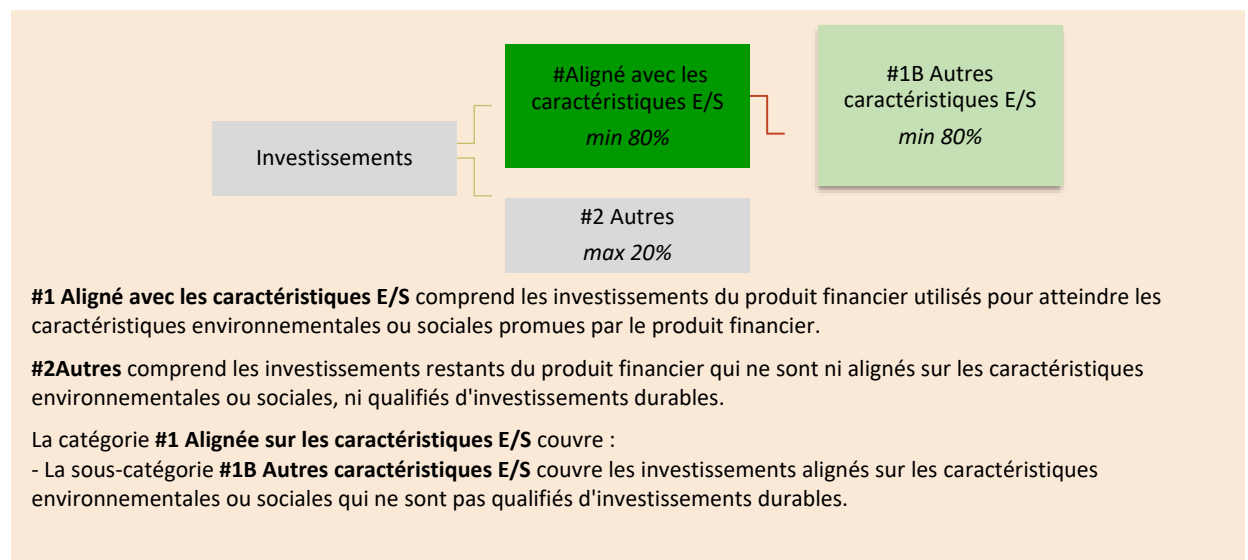 #Aligné avec les
caractéristiques E/S
min 80%
#1B Autres
caractéristiques E/S
min 80%
Investissements
#2 Autres
max 20%
#1 Aligné avec les caractéristiques E/S comprend les investissements du produit financier utilisés pour atteindre les
caractéristiques environnementales ou sociales promues par le produit financier.
#2Autres comprend les investissements restants du produit financier qui ne sont ni alignés sur les caractéristiques
environnementales ou sociales, ni qualifiés d'investissements durables.
La catégorie #1 Alignée sur les caractéristiques E/S couvre :
- La sous-catégorie #1B Autres caractéristiques E/S couvre les investissements alignés sur les caractéristiques
environnementales ou sociales qui ne sont pas qualifiés d'investissements durables.